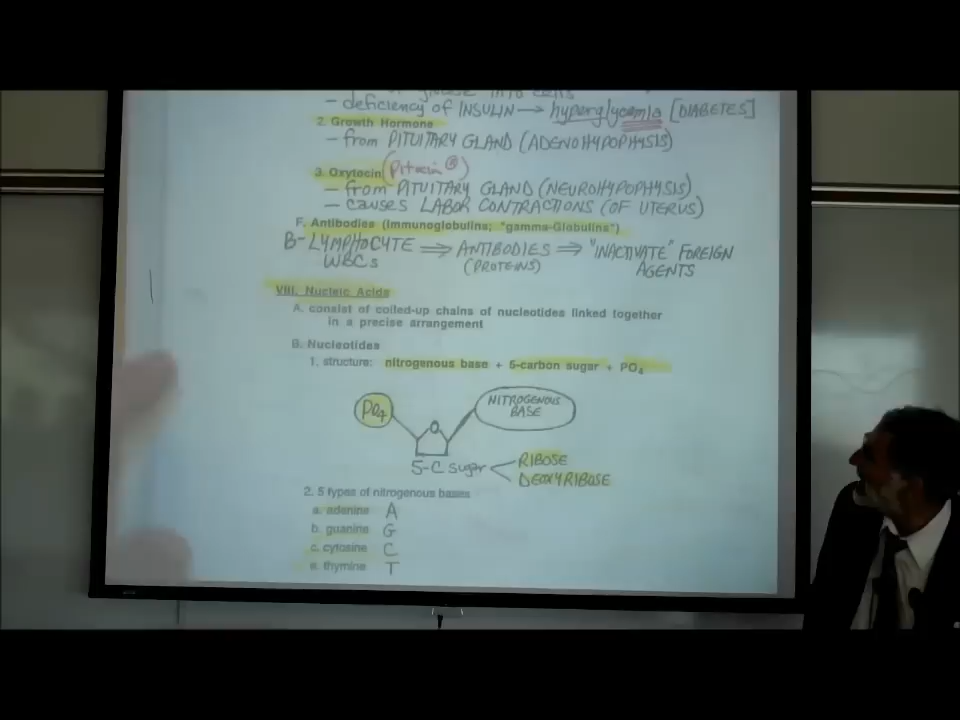 glucose into cells
- deficiency of INSULIN → hyperglycemia [DIABETES]
2. Growth Hormone
- from PITUITARY GLAND (ADENOHYPOPHYSIS)
3. Oxytocin (Pitocin ®)
- from PITUITARY GLAND (NEUROHYPOPHYSIS)
- causes LABOR CONTRACTIONS (OF UTERUS)
F. Antibodies (Immunoglobulins; "gamma-Globulins")
B-LYMPHOCYTE ⇒ ANTIBODIES ⇒ "INACTIVATE" FOREIGN
WBCs (PROTEINS) AGENTS
VIII. Nucleic Acids
A. consist of coiled-up chains of nucleotides linked together
in a precise arrangement
B. Nucleotides
1. structure: nitrogenous base + 5-carbon sugar + PO4
PO4
NITROGENOUS
BASE
O
5-C sugar
RIBOSE
DEOXYRIBOSE
2. 5 types of nitrogenous bases
a. adenine A
b. guanine G
c. cytosine C
e. thymine T